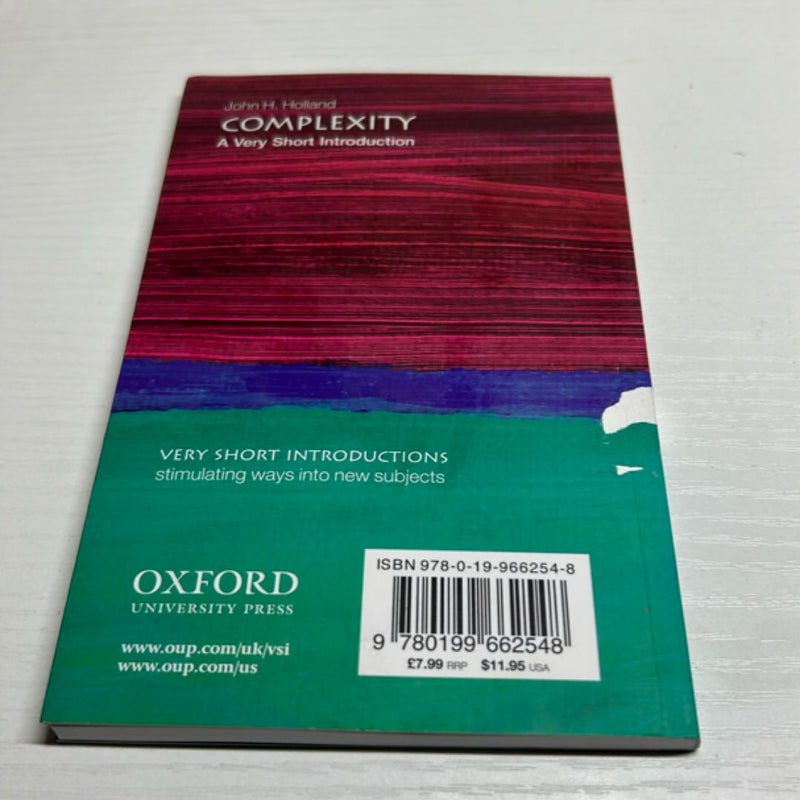 John H. Holland
COMPLEXITY
A Very Short Introduction
VERY SHORT INTRODUCTIONS
stimulating ways into new subjects
OXFORD
UNIVERSITY PRESS
www.oup.com/uk/vsi
www.oup.com/us
ISBN 978-0-19-966254-8
9 780199 662548
£7.99 RRP $11.95 USA